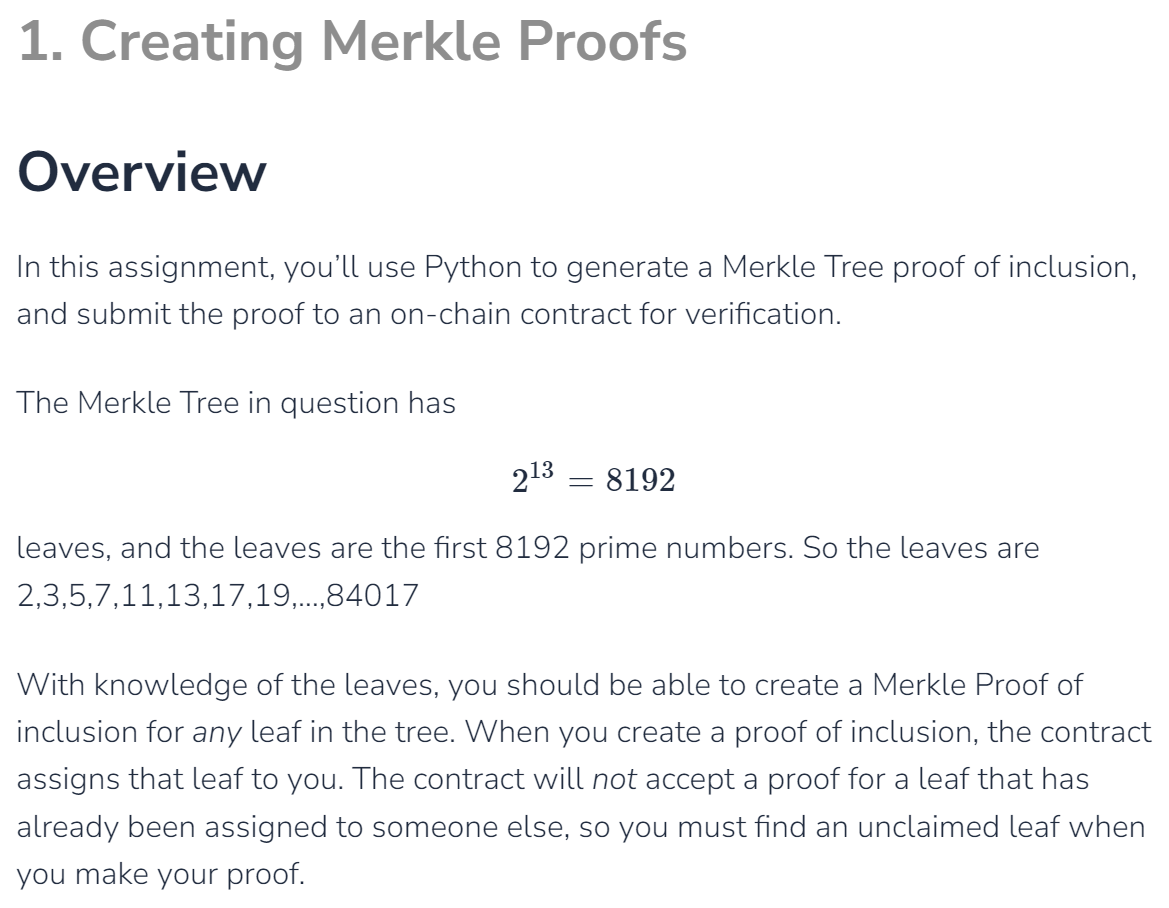 1. Creating Merkle Proofs
Overview
In this assignment, you’ll use Python to generate a Merkle Tree proof of inclusion,
and submit the proof to an on-chain contract for verification.
The Merkle Tree in question has
2¹³ = 8192
leaves, and the leaves are the first 8192 prime numbers. So the leaves are
2,3,5,7,11,13,17,19,...,84017
With knowledge of the leaves, you should be able to create a Merkle Proof of
inclusion for any leaf in the tree. When you create a proof of inclusion, the contract
assigns that leaf to you. The contract will not accept a proof for a leaf that has
already been assigned to someone else, so you must find an unclaimed leaf when
you make your proof.